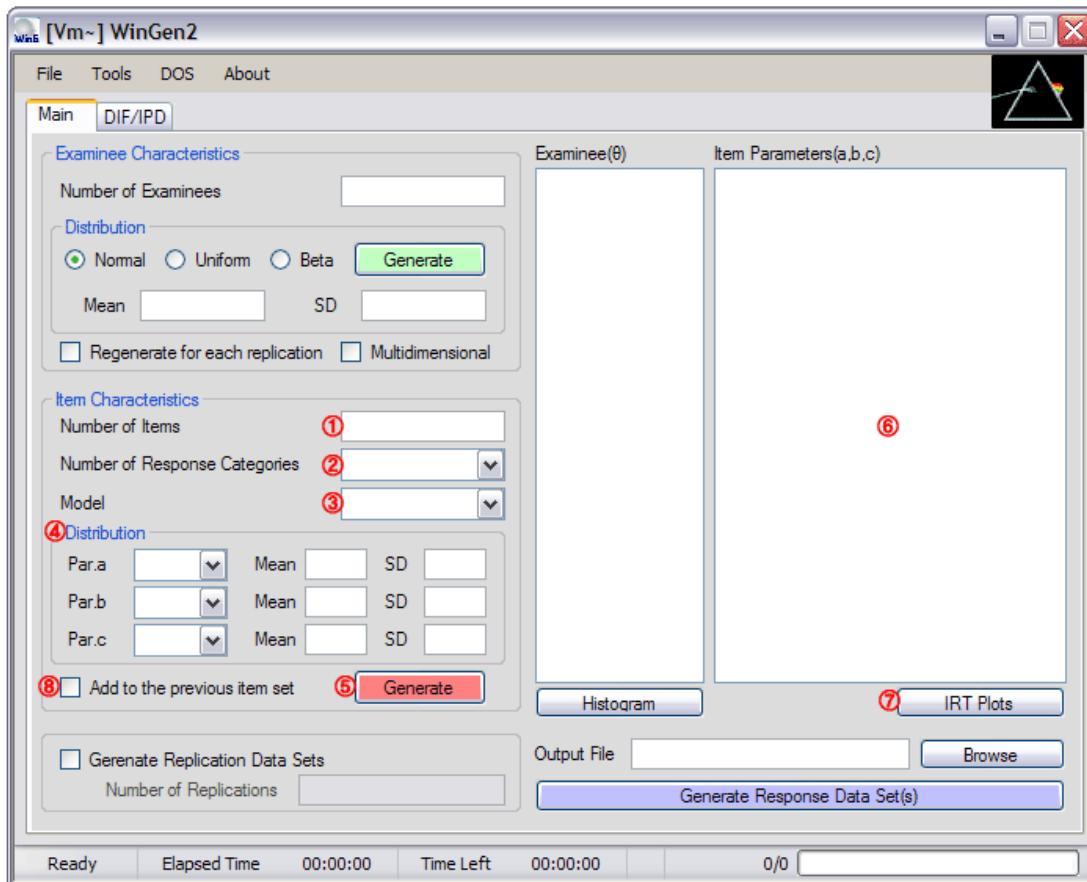 WinG [Vm~] WinGen2
File Tools DOS About
Main DIF/IPD
Examinee Characteristics
Number of Examinees
Distribution
Normal Uniform Beta Generate
Mean SD
Regenerate for each replication Multidimensional
Item Characteristics
Number of Items ①
Number of Response Categories ②
Model ③
④ Distribution
Par.a Mean SD
Par.b Mean SD
Par.c Mean SD
⑧ Add to the previous item set ⑤ Generate
Gerenate Replication Data Sets
Number of Replications
Examinee(θ) Item Parameters(a,b,c)
⑥
Histogram ⑦ IRT Plots
Output File Browse
Generate Response Data Set(s)
Ready Elapsed Time 00:00:00 Time Left 00:00:00 0/0